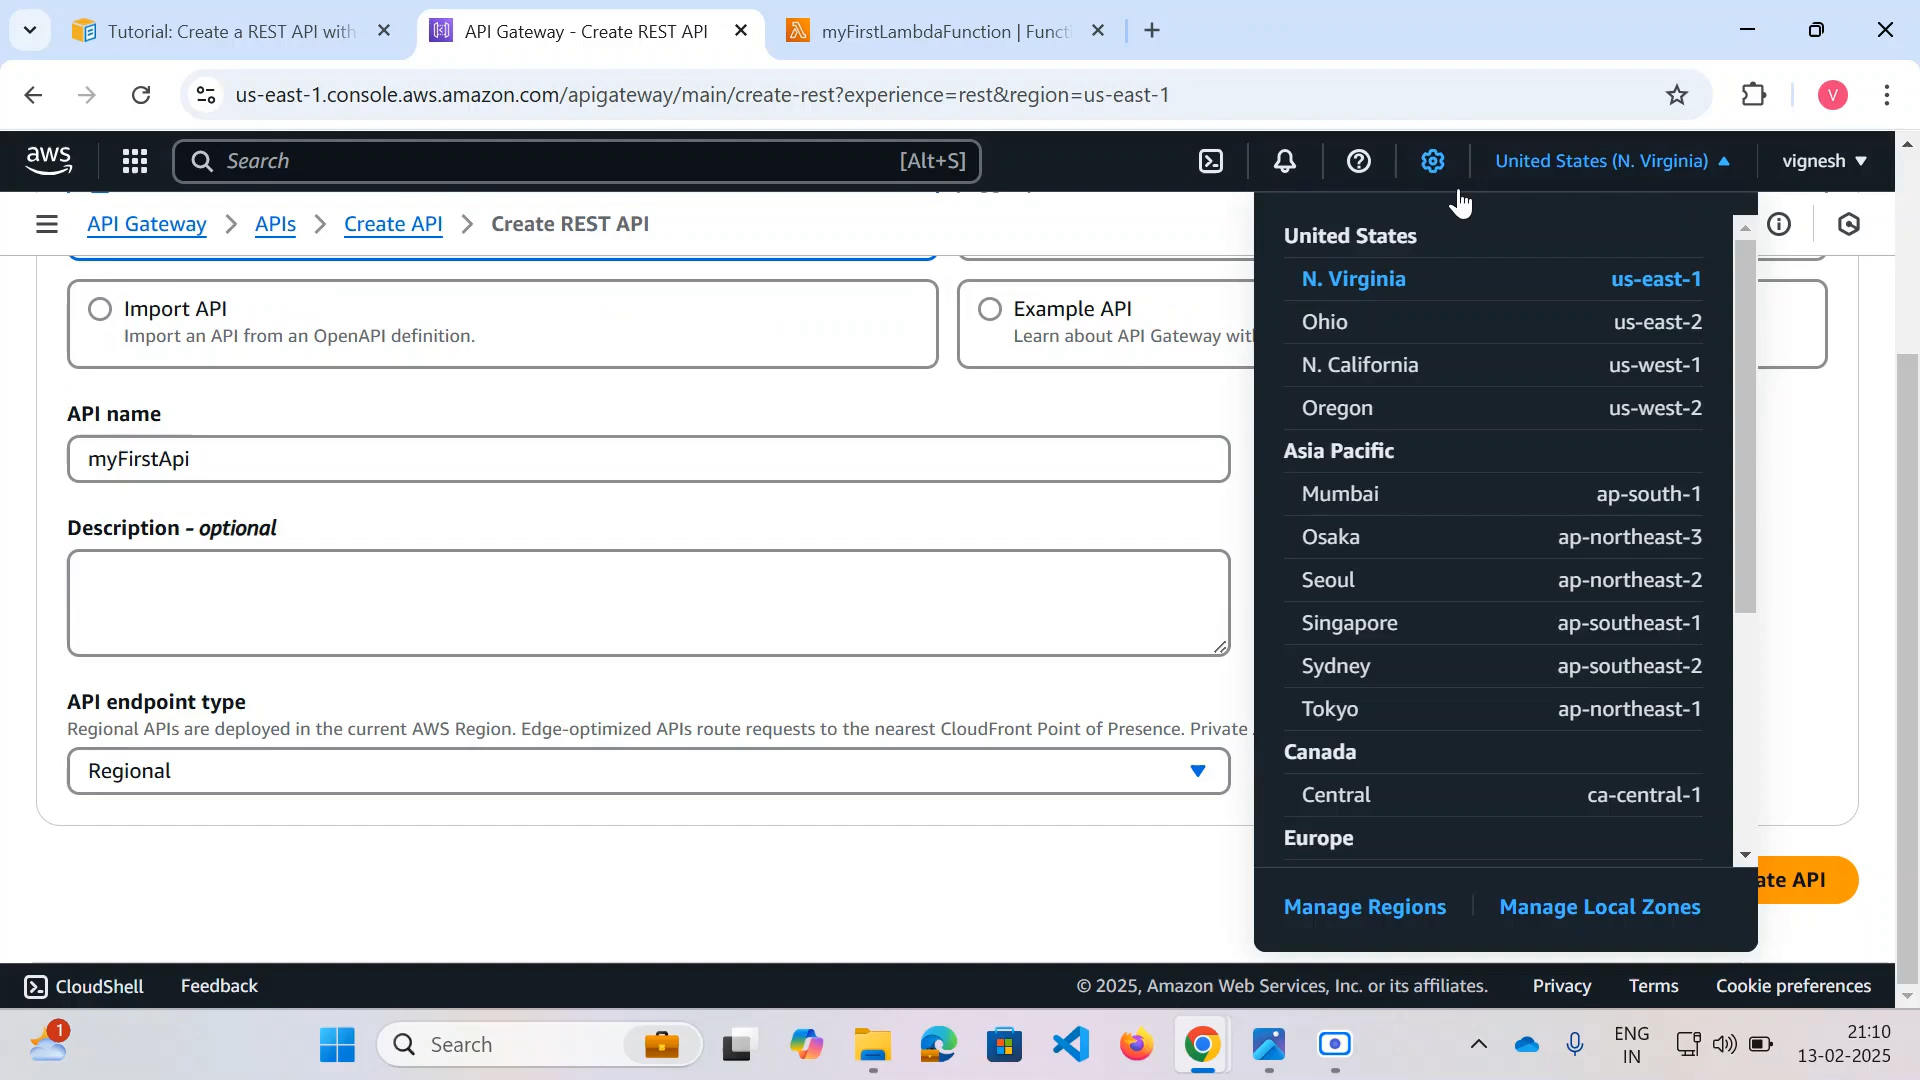 Tutorial: Create a REST API with
API Gateway - Create REST API
myFirstLambdaFunction | Functi
us-east-1.console.aws.amazon.com/apigateway/main/create-rest?experience=rest&region=us-east-1
V
aws
Search
[Alt+S]
United States (N. Virginia)
vignesh
API Gateway
APIs
Create API
Create REST API
Import API
Import an API from an OpenAPI definition.
Example API
Learn about API Gateway wit
API name
myFirstApi
Description - optional
API endpoint type
Regional APIs are deployed in the current AWS Region. Edge-optimized APIs route requests to the nearest CloudFront Point of Presence. Private
Regional
United States
N. Virginia us-east-1
Ohio us-east-2
N. California us-west-1
Oregon us-west-2
Asia Pacific
Mumbai ap-south-1
Osaka ap-northeast-3
Seoul ap-northeast-2
Singapore ap-southeast-1
Sydney ap-southeast-2
Tokyo ap-northeast-1
Canada
Central ca-central-1
Europe
Manage Regions
Manage Local Zones
ate API
CloudShell
Feedback
© 2025, Amazon Web Services, Inc. or its affiliates.
Privacy
Terms
Cookie preferences
1
Search
ENG
IN
21:10
13-02-2025